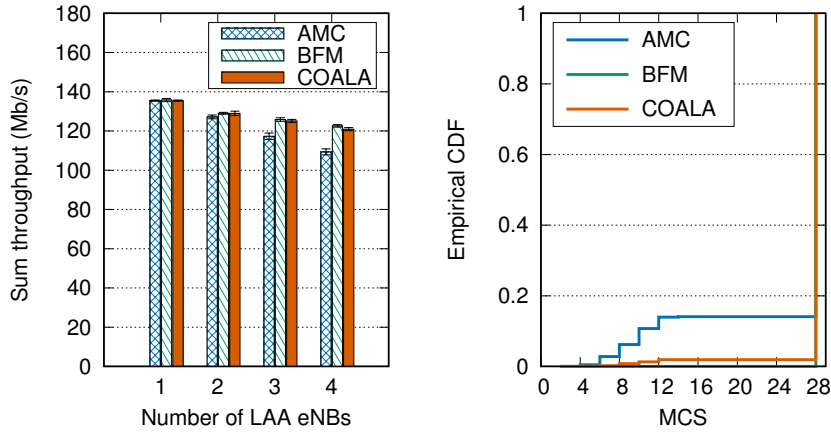 Sum throughput (Mb/s)
180
160
140
120
100
80
60
40
20
0
1 2 3 4
Number of LAA eNBs
AMC
BFM
COALA
Empirical CDF
1
0.8
0.6
0.4
0.2
0
0 4 8 12 16 20 24 28
MCS
AMC
BFM
COALA